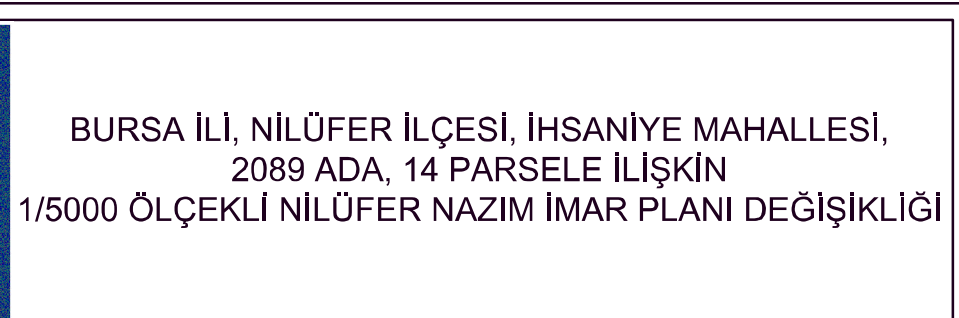 BURSA İLİ, NİLÜFER İLÇESİ, İHSANİYE MAHALLESİ,
2089 ADA, 14 PARSELE İLİŞKİN
1/5000 ÖLÇEKLİ NİLÜFER NAZIM İMAR PLANI DEĞİŞİKLİĞİ